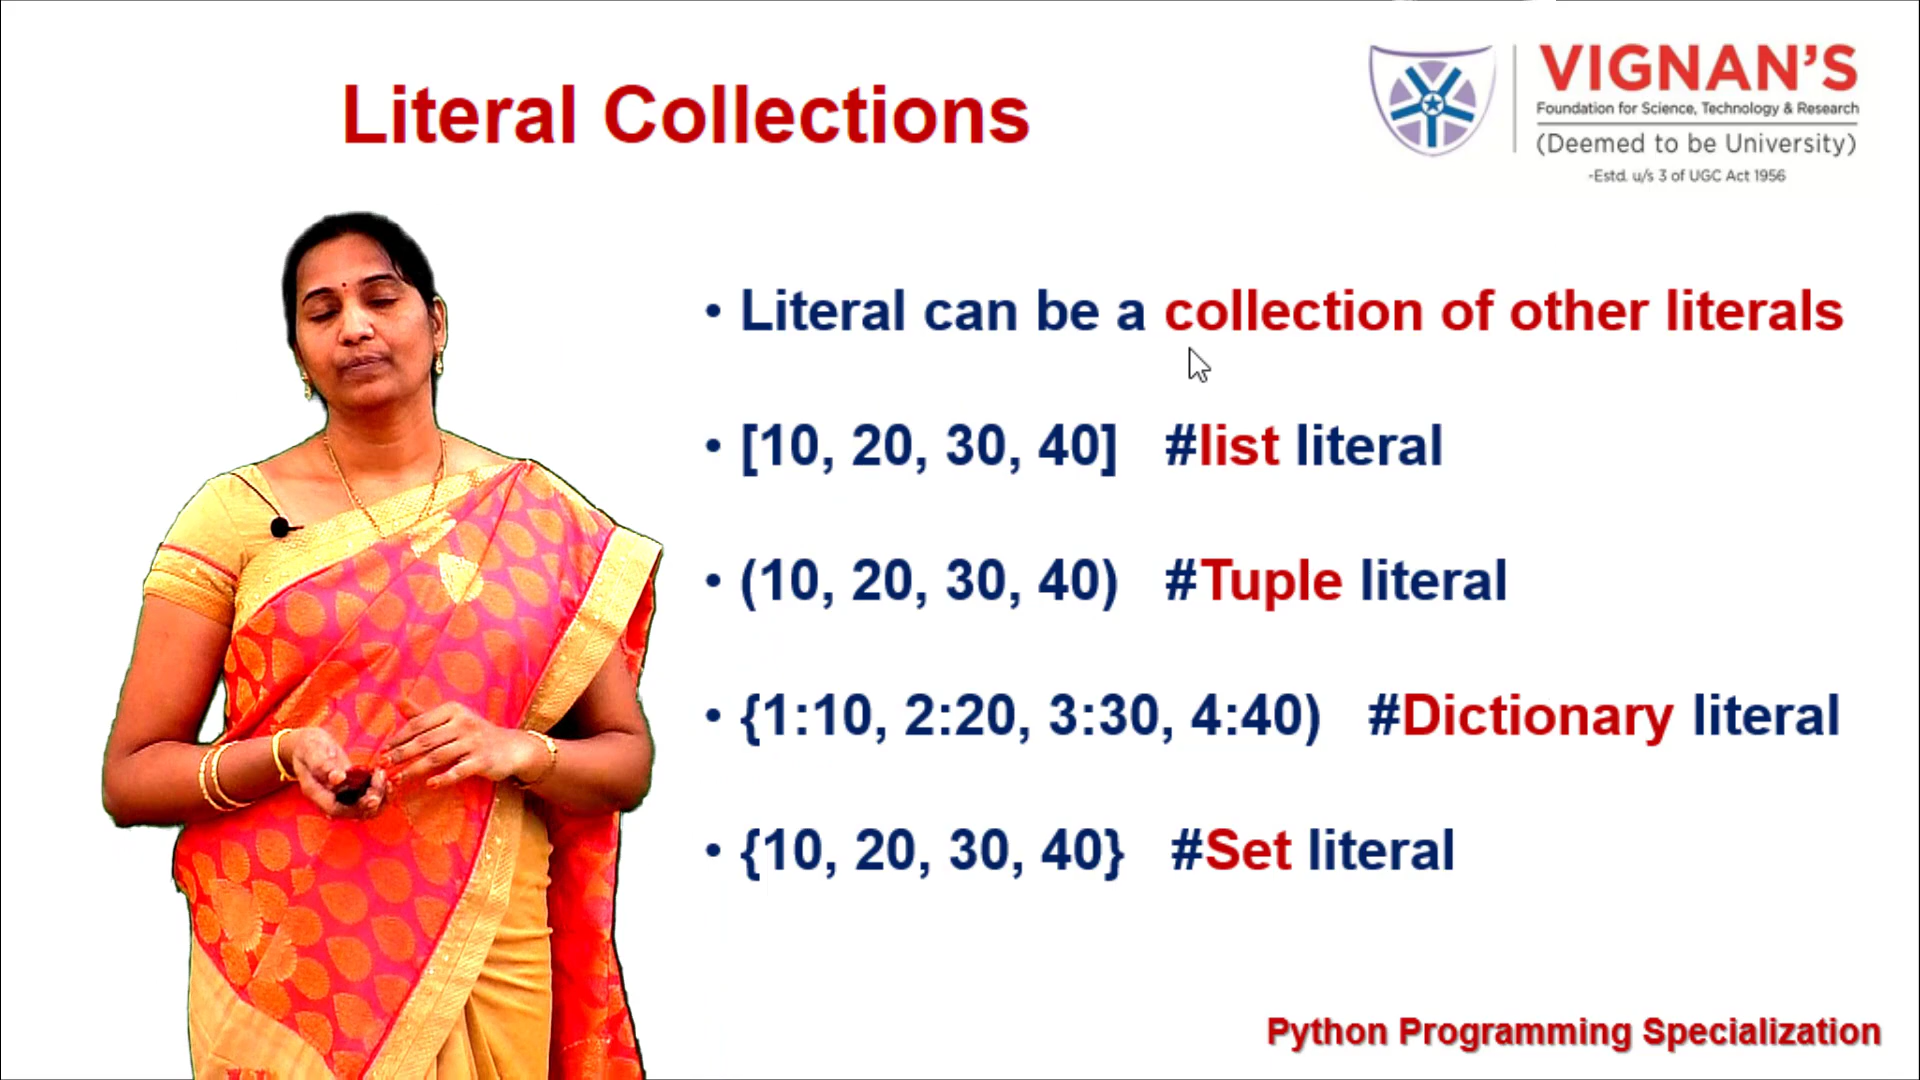 Literal Collections
VIGNAN'S
Foundation for Science, Technology & Research
(Deemed to be University)
-Estd. u/s 3 of UGC Act 1956
• Literal can be a collection of other literals
• [10, 20, 30, 40] #list literal
• (10, 20, 30, 40) #Tuple literal
• {1:10, 2:20, 3:30, 4:40) #Dictionary literal
• {10, 20, 30, 40} #Set literal
Python Programming Specialization